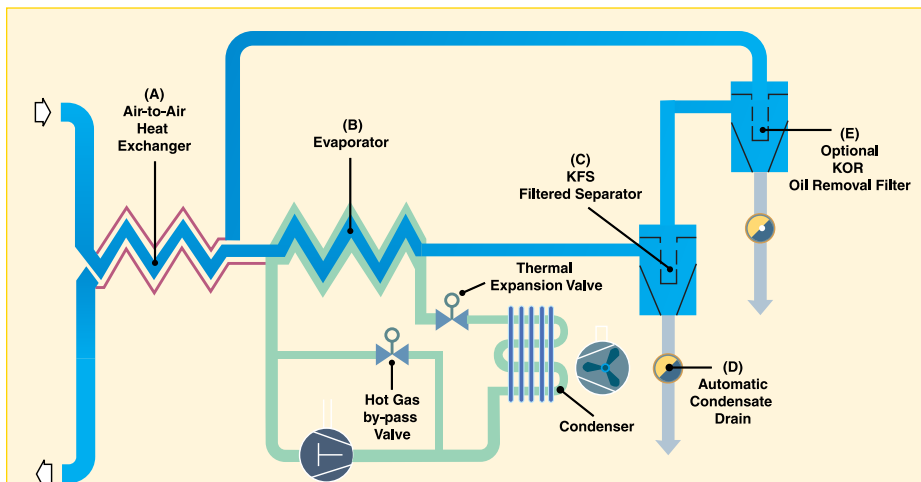 (A)
Air-to-Air
Heat
Exchanger
(B)
Evaporator
(C)
KFS
Filtered Separator
(E)
Optional
KOR
Oil Removal Filter
Thermal
Expansion Valve
Hot Gas
by-pass
Valve
Condenser
(D)
Automatic
Condensate
Drain